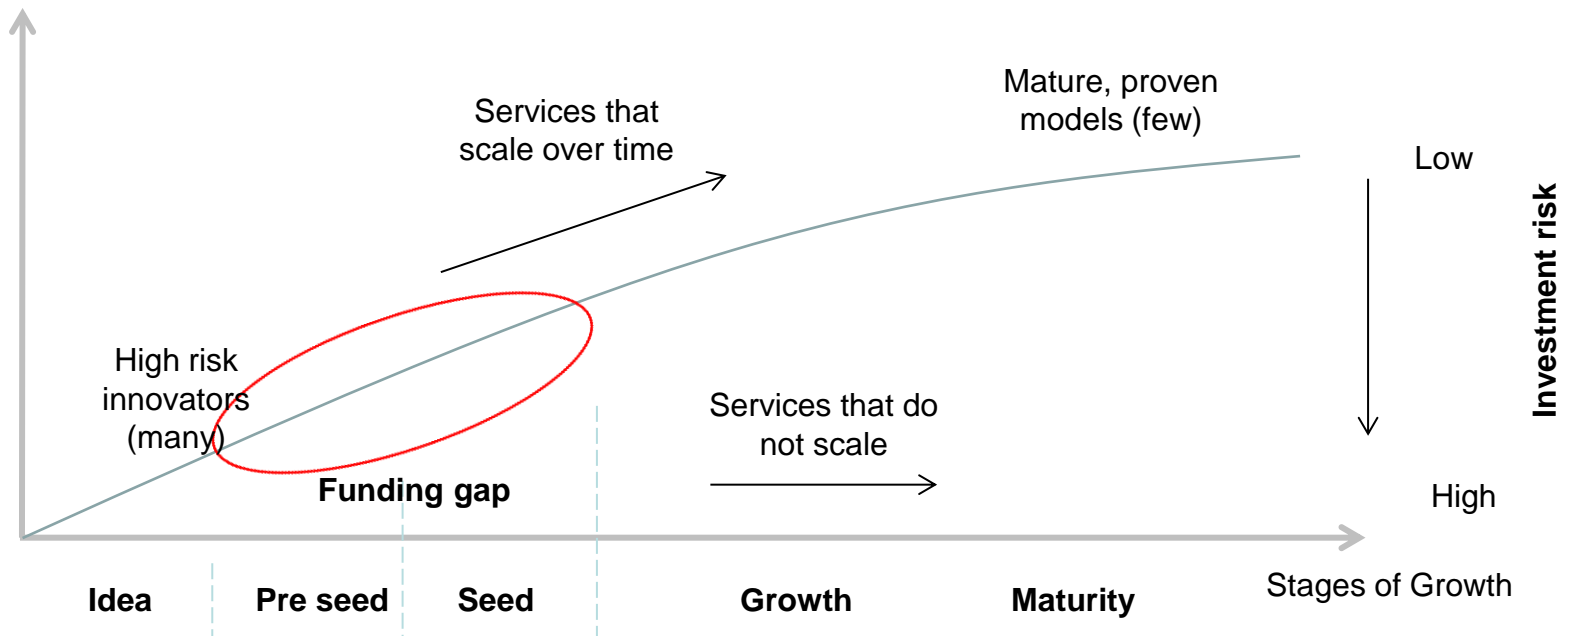 Mature, proven
models (few)
Services that
scale over time
Low
Investment risk
High risk
innovators
(many)
Services that do
not scale
Funding gap
High
Stages of Growth
Idea
Pre seed
Seed
Growth
Maturity